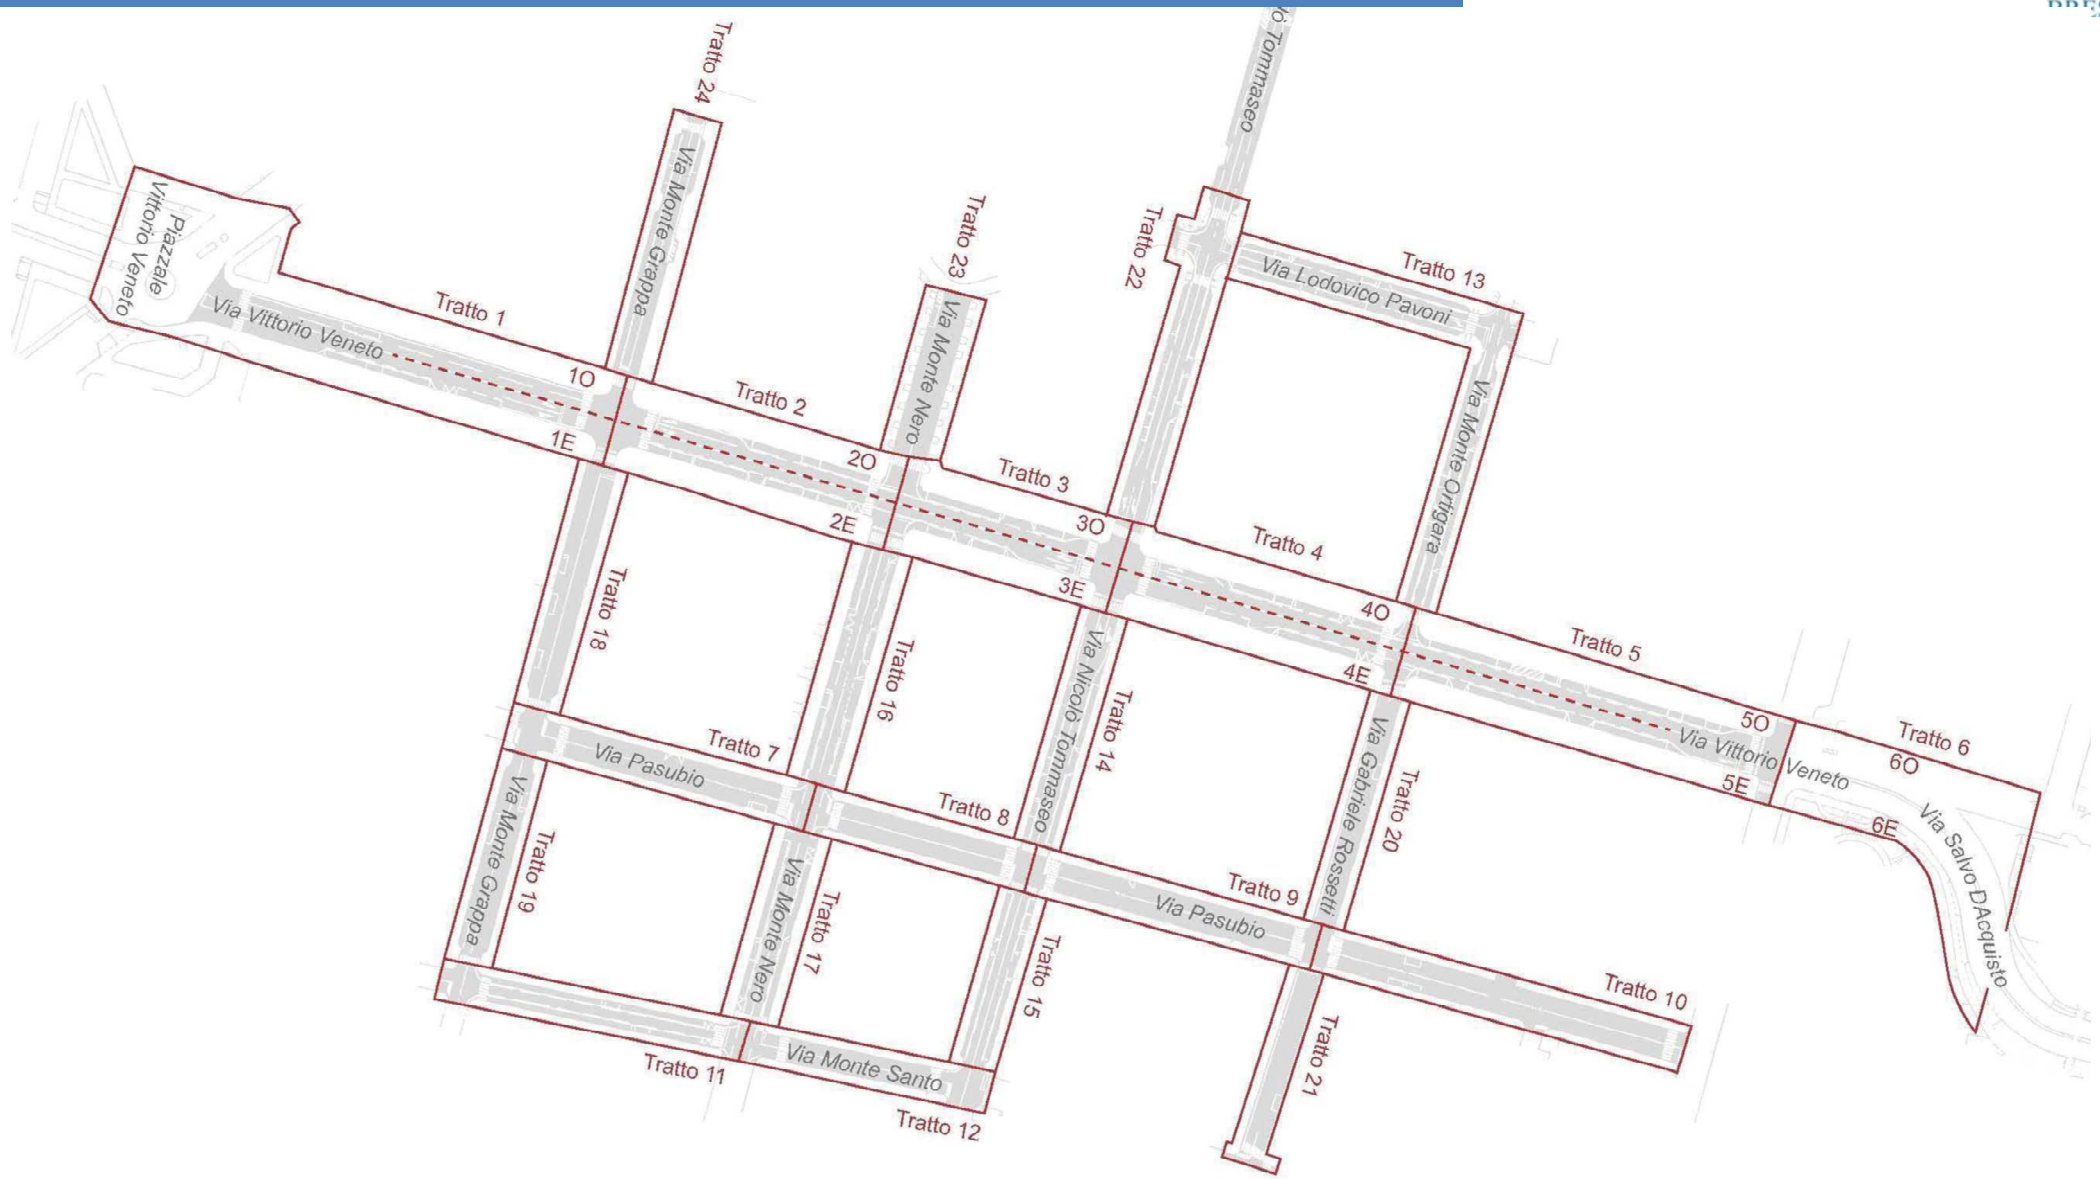 Tratto 24
Nicolò Tommaseo
Via Monte Grappa
Piazzale
Vittorio Veneto
Tratto 23
Tratto 22
Tratto 13
Via Lodovico Pavoni
Tratto 1
Via Vittorio Veneto
Via Monte Nero
1O
Tratto 2
1E
2O
Tratto 3
Via Monte Ortigara
2E
3O
Tratto 4
3E
4O
Tratto 18
Tratto 16
Via Nicolò Tommaseo
Tratto 14
4E
Tratto 5
5O
Tratto 6
6O
Via Vittorio Veneto
5E
6E
Via Salvo DAcquisto
Tratto 7
Via Pasubio
Tratto 8
Via Gabriele Rossetti
Tratto 20
Via Monte Grappa
Tratto 19
Via Monte Nero
Tratto 17
Tratto 9
Via Pasubio
Tratto 15
Tratto 10
Tratto 11
Via Monte Santo
Tratto 12
Tratto 21